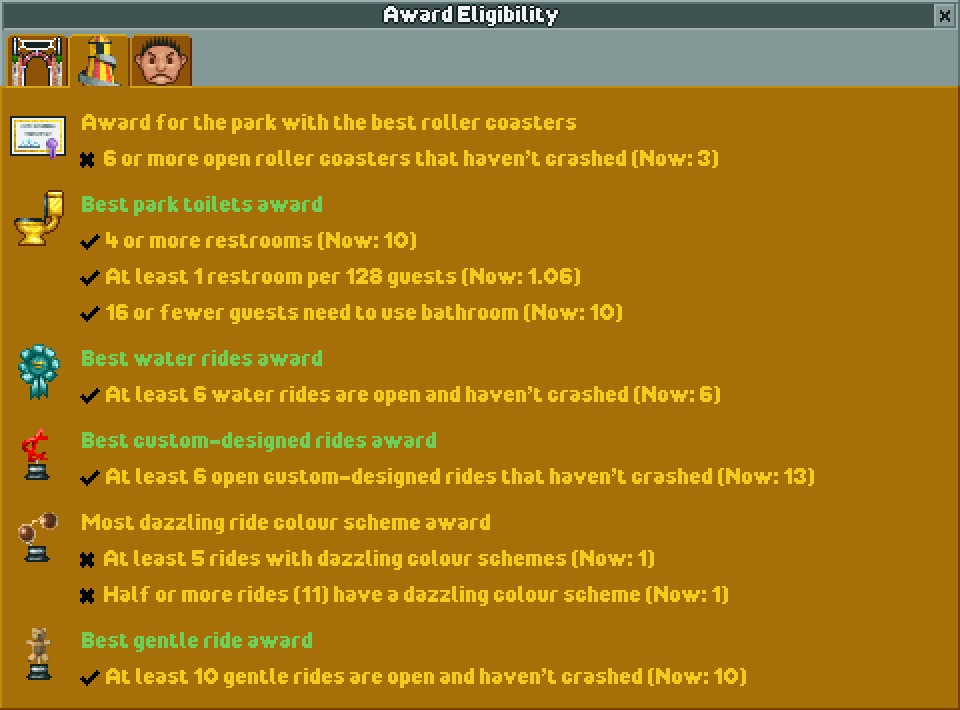 Award Eligibility
Award for the park with the best roller coasters
6 or more open roller coasters that haven't crashed (Now: 3)
Best park toilets award
4 or more restrooms (Now: 10)
At least 1 restroom per 128 guests (Now: 1.06)
16 or fewer guests need to use bathroom (Now: 10)
Best water rides award
At least 6 water rides are open and haven't crashed (Now: 6)
Best custom-designed rides award
At least 6 open custom-designed rides that haven't crashed (Now: 13)
Most dazzling ride colour scheme award
At least 5 rides with dazzling colour schemes (Now: 1)
Half or more rides (11) have a dazzling colour scheme (Now: 1)
Best gentle ride award
At least 10 gentle rides are open and haven't crashed (Now: 10)